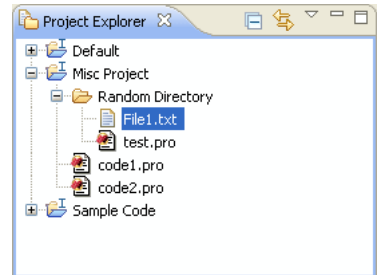 Project Explorer
Default
Misc Project
Random Directory
File1.txt
test.pro
code1.pro
code2.pro
Sample Code